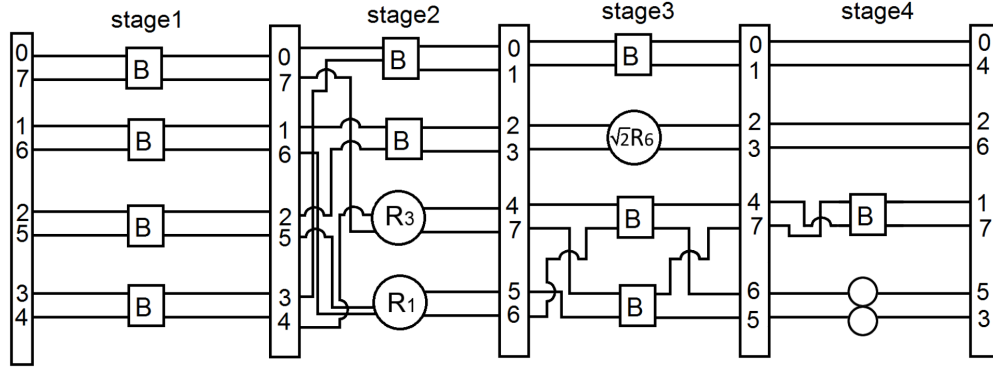 stage1 stage2 stage3 stage4
0 B 0 B 0 B 0 0
7 7 1 1 4
1 B 1 B 2 √2R6 2 2
6 6 3 3 6
2 B 2 R3 4 B 4 B 1
5 5 7 7 7
3 B 3 R1 5 B 6 5
4 4 6 5 3